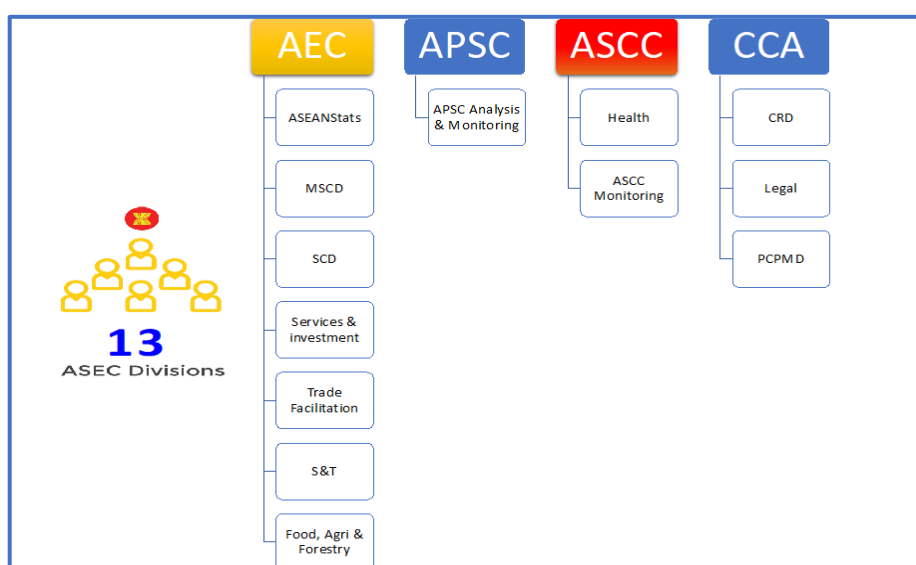 AEC
APSC
ASCC
CCA
ASEANStats
MSCD
SCD
Services &
investment
Trade
Facilitation
S&T
Food, Agri &
Forestry
APSC Analysis
& Monitoring
Health
ASCC
Monitoring
CRD
Legal
PCPMD
13
ASEC Divisions